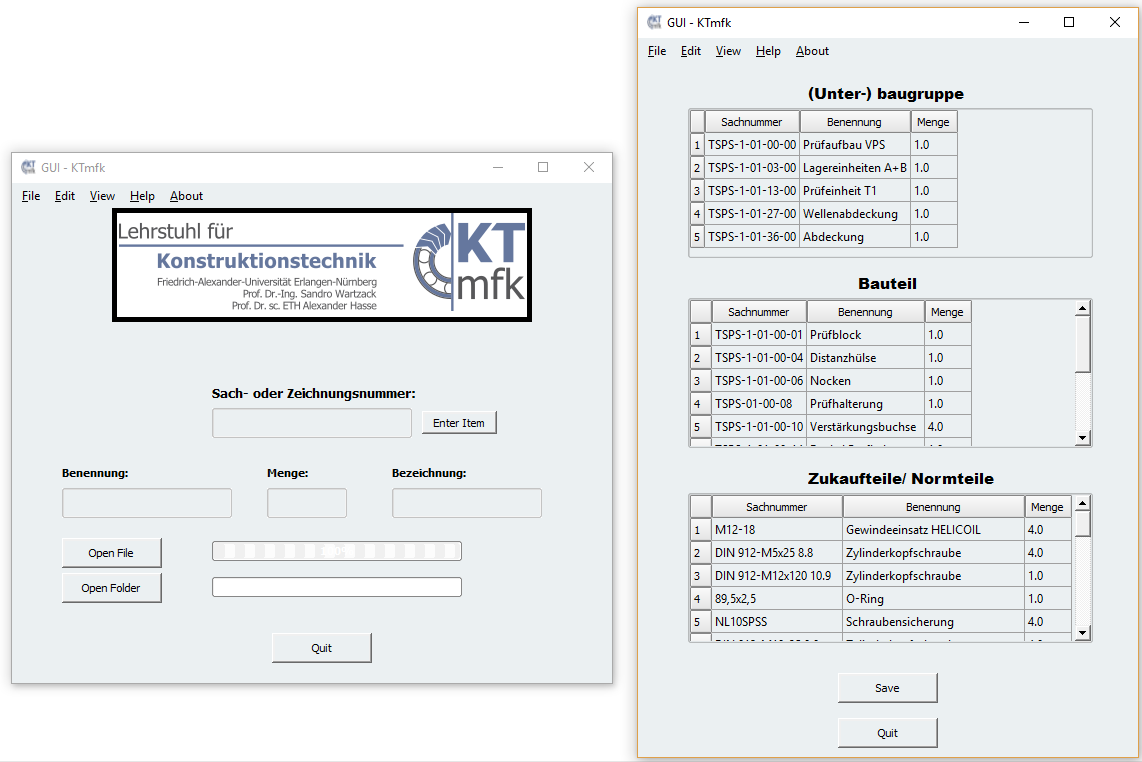 GUI - KTmfk
File Edit View Help About
Lehrstuhl für
Konstruktionstechnik
Friedrich-Alexander-Universität Erlangen-Nürnberg
Prof. Dr.-Ing. Sandro Wartzack
Prof. Dr. sc. ETH Alexander Hasse
KT
mfk
Sach- oder Zeichnungsnummer:
Enter Item
Benennung: Menge: Bezeichnung:
Open File
Open Folder
Quit
GUI - KTmfk
File Edit View Help About
(Unter-) baugruppe
Sachnummer Benennung Menge
1 TSPS-1-01-00-00 Prüfaufbau VPS 1.0
2 TSPS-1-01-03-00 Lagereinheiten A+B 1.0
3 TSPS-1-01-13-00 Prüfeinheit T1 1.0
4 TSPS-1-01-27-00 Wellenabdeckung 1.0
5 TSPS-1-01-36-00 Abdeckung 1.0
Bauteil
Sachnummer Benennung Menge
1 TSPS-1-01-00-01 Prüfblock 1.0
2 TSPS-1-01-00-04 Distanzhülse 1.0
3 TSPS-1-01-00-06 Nocken 1.0
4 TSPS-01-00-08 Prüfhalterung 1.0
5 TSPS-1-01-00-10 Verstärkungsbuchse 4.0
Zukaufteile/ Normteile
Sachnummer Benennung Menge
1 M12-18 Gewindeeinsatz HELICOIL 4.0
2 DIN 912-M5x25 8.8 Zylinderkopfschraube 4.0
3 DIN 912-M12x120 10.9 Zylinderkopfschraube 1.0
4 89,5x2,5 O-Ring 1.0
5 NL10SPSS Schraubensicherung 4.0
Save
Quit